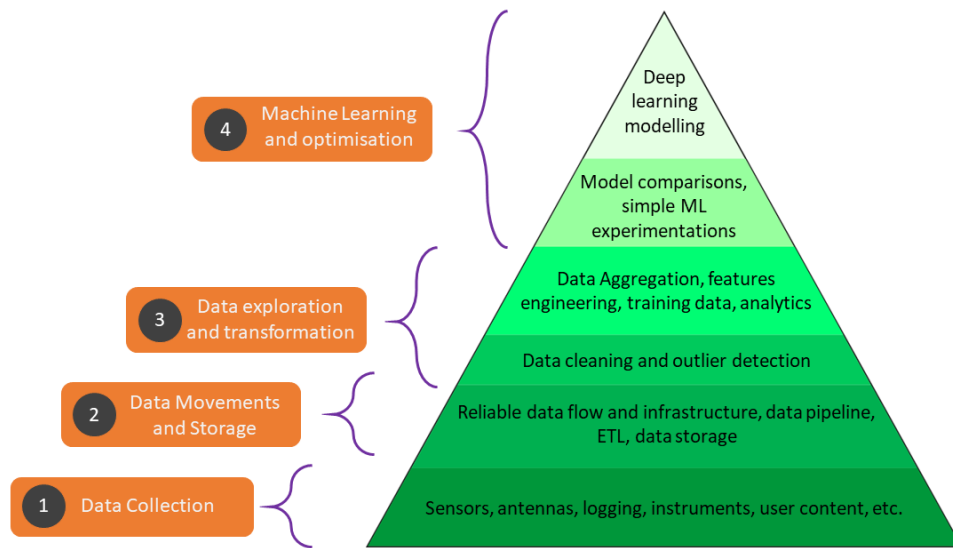 Deep
learning
modelling
4
Machine Learning
and optimisation
Model comparisons,
simple ML
experimentations
3
Data exploration
and transformation
Data Aggregation, features
engineering, training data, analytics
Data cleaning and outlier detection
2
Data Movements
and Storage
Reliable data flow and infrastructure, data pipeline,
ETL, data storage
1
Data Collection
Sensors, antennas, logging, instruments, user content, etc.